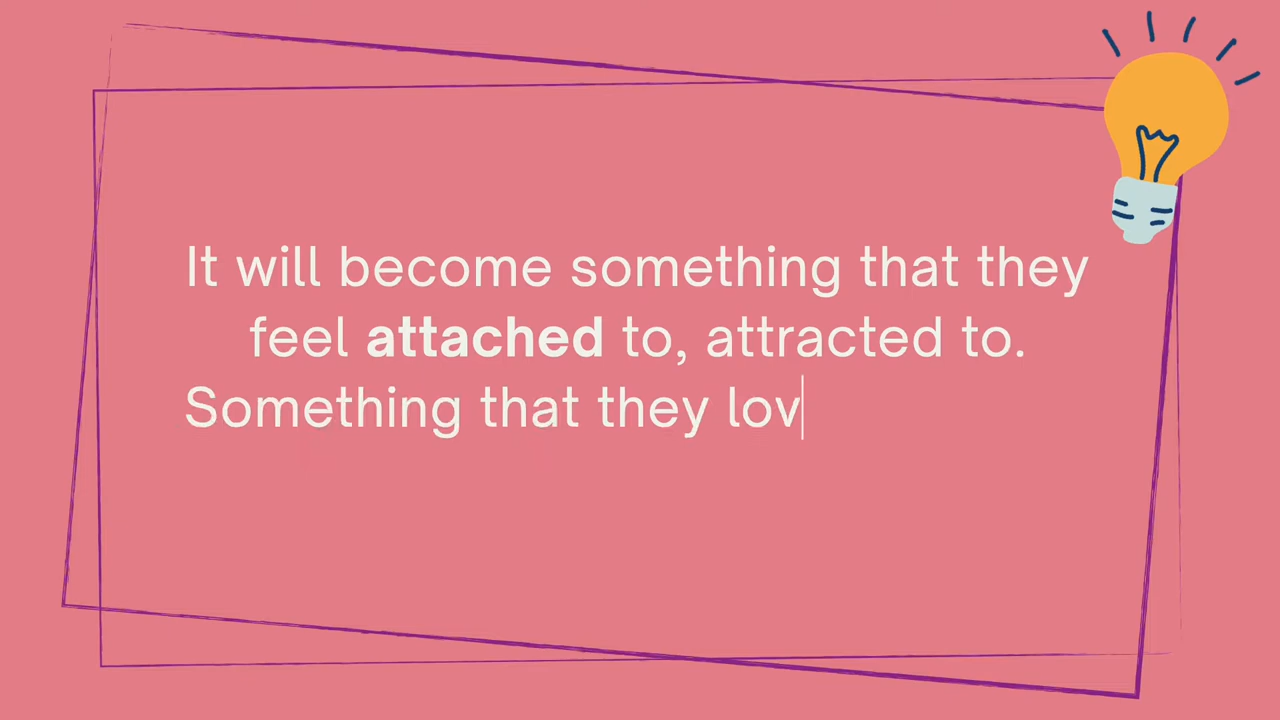 It will become something that they
feel attached to, attracted to.
Something that they lov